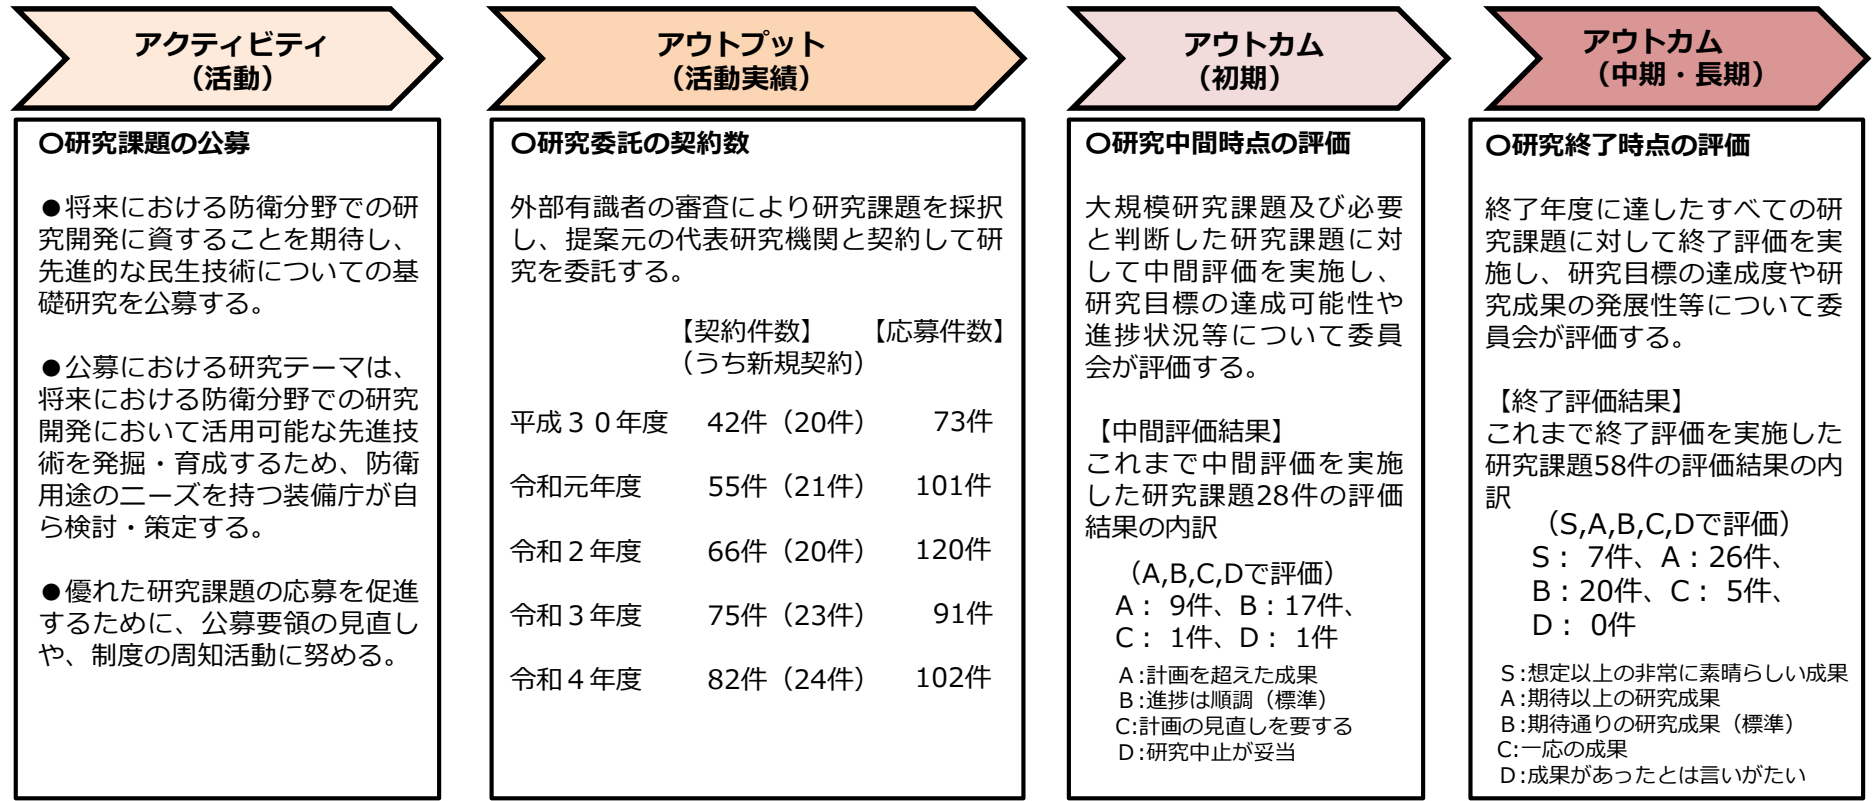 アクティビティ
（活動）
〇研究課題の公募
●将来における防衛分野での研
究開発に資することを期待し、
先進的な民生技術についての基
礎研究を公募する。
●公募における研究テーマは、
将来における防衛分野での研究
開発において活用可能な先進技
術を発掘・育成するため、防衛
用途のニーズを持つ装備庁が自
ら検討・策定する。
●優れた研究課題の応募を促進
するために、公募要領の見直し
や、制度の周知活動に努める。
アウトプット
（活動実績）
〇研究委託の契約数
外部有識者の審査により研究課題を採択
し、提案元の代表研究機関と契約して研
究を委託する。
【契約件数】 【応募件数】
（うち新規契約）
平成３０年度 42件（20件） 73件
令和元年度 55件（21件） 101件
令和２年度 66件（20件） 120件
令和３年度 75件（23件） 91件
令和４年度 82件（24件） 102件
アウトカム
（初期）
〇研究中間時点の評価
大規模研究課題及び必要
と判断した研究課題に対
して中間評価を実施し、
研究目標の達成可能性や
進捗状況等について委員
会が評価する。
【中間評価結果】
これまで中間評価を実施
した研究課題28件の評価
結果の内訳
（A,B,C,Dで評価）
A： 9件、B：17件、
C： 1件、D： 1件
A:計画を超えた成果
B:進捗は順調（標準）
C:計画の見直しを要する
D:研究中止が妥当
アウトカム
（中期・長期）
〇研究終了時点の評価
終了年度に達したすべての研
究課題に対して終了評価を実
施し、研究目標の達成度や研
究成果の発展性等について委
員会が評価する。
【終了評価結果】
これまで終了評価を実施した
研究課題58件の評価結果の内
訳
（S,A,B,C,Dで評価）
S： 7件、A：26件、
B：20件、C： 5件、
D： 0件
S:想定以上の非常に素晴らしい成果
A:期待以上の研究成果
B:期待通りの研究成果（標準）
C:一応の成果
D:成果があったとは言いがたい